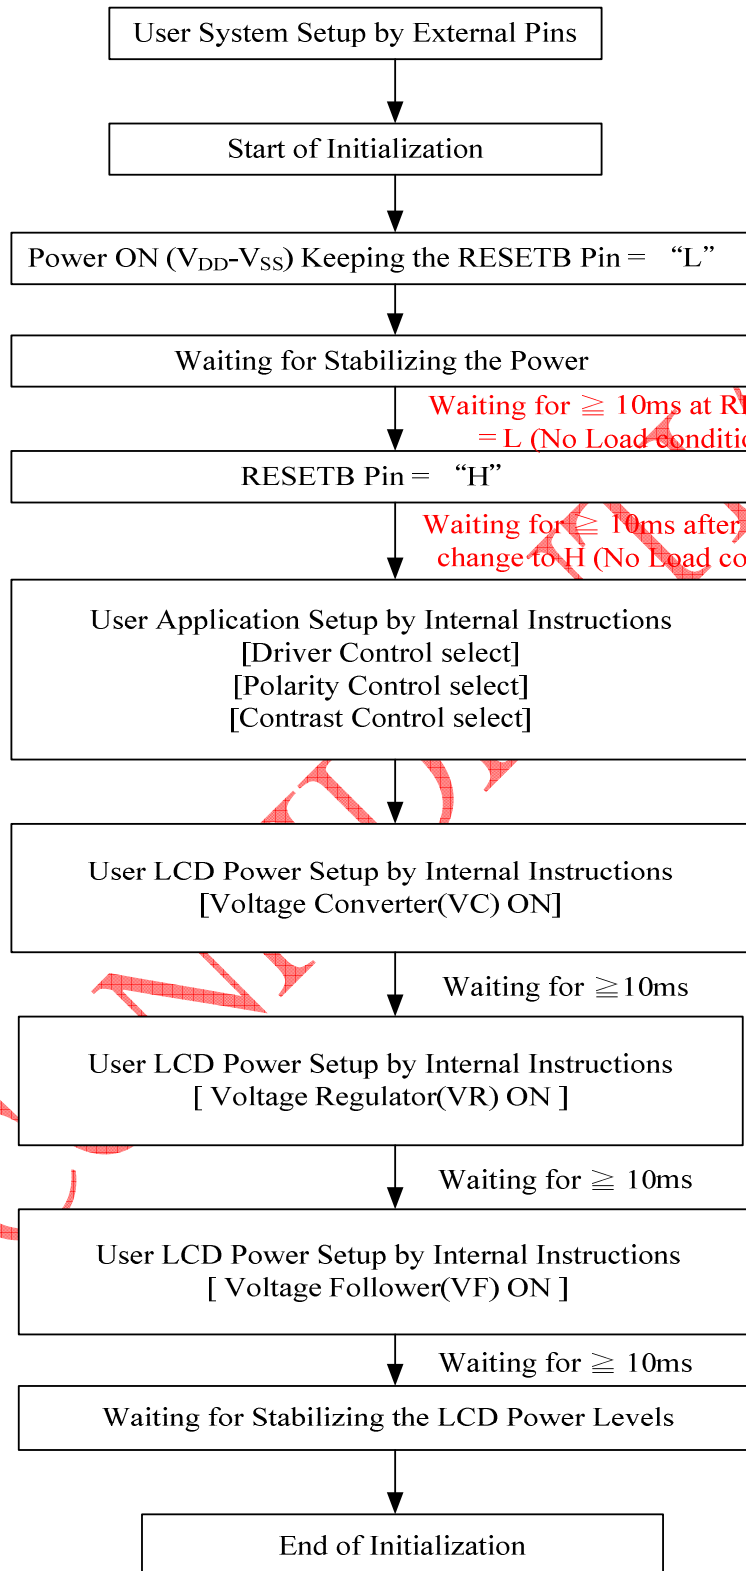 User System Setup by External Pins
Start of Initialization
Power ON (VDD-VSS) Keeping the RESETB Pin = “L”
Waiting for Stabilizing the Power
Waiting for ≧ 10ms at
= L (No Load
RESETB Pin = “H”
Waiting for ≧ 10ms after
change to H (No Load
User Application Setup by Internal Instructions
[Driver Control select]
[Polarity Control select]
[Contrast Control select]
User LCD Power Setup by Internal Instructions
[Voltage Converter(VC) ON]
Waiting for ≧10ms
User LCD Power Setup by Internal Instructions
[ Voltage Regulator(VR) ON ]
Waiting for ≧ 10ms
User LCD Power Setup by Internal Instructions
[ Voltage Follower(VF) ON ]
Waiting for ≧ 10ms
Waiting for Stabilizing the LCD Power Levels
End of Initialization